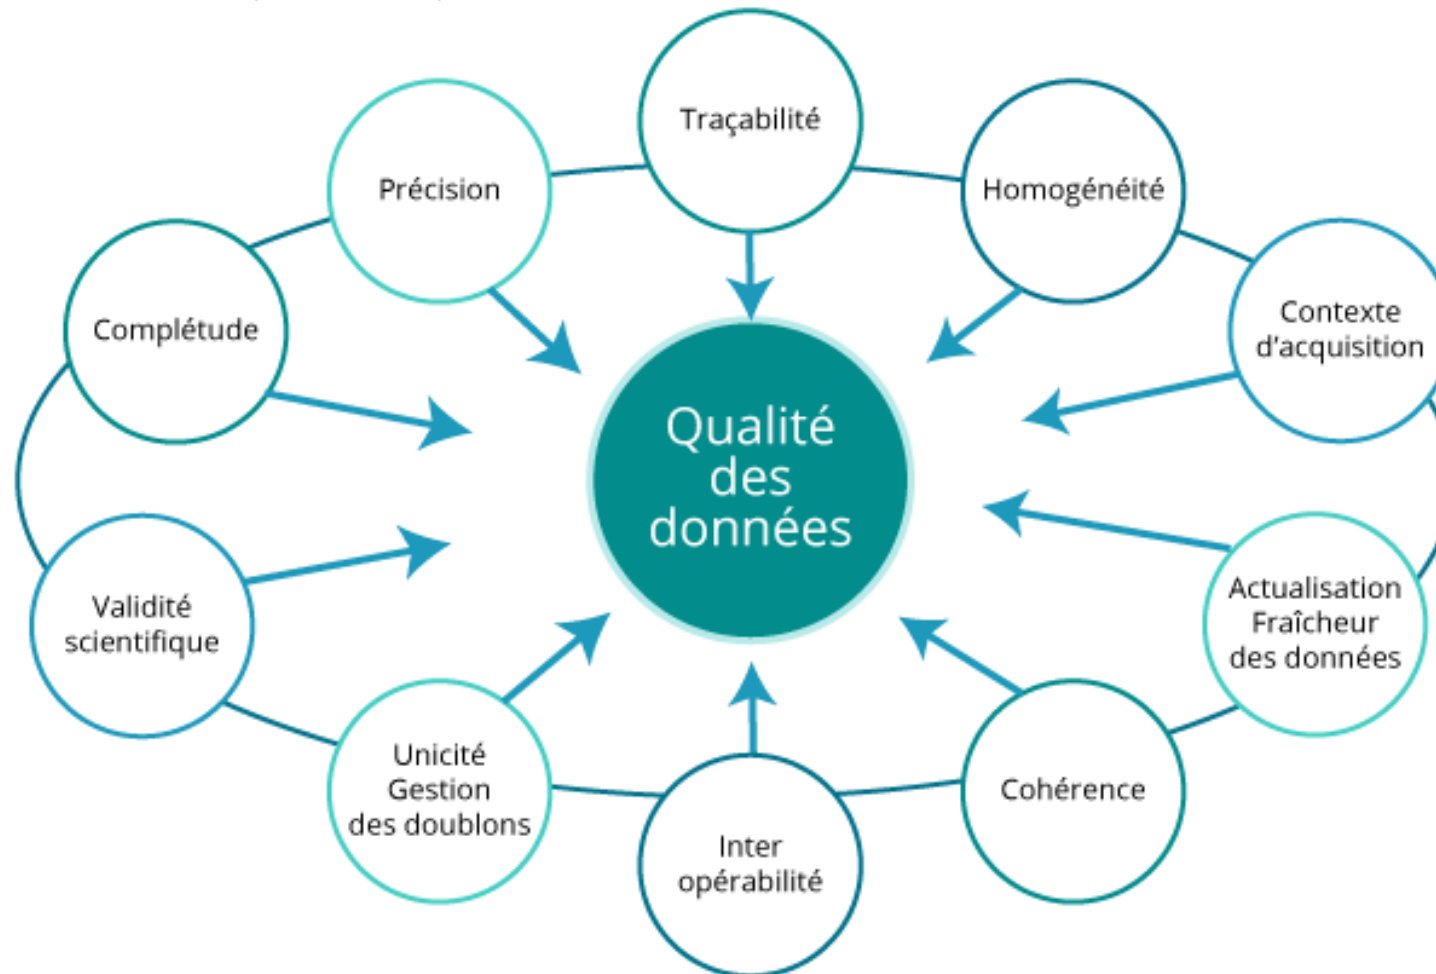 Traçabilité
Précision
Homogénéité
Complétude
Contexte
d'acquisition
Qualité
des
données
Validité
scientifique
Actualisation
Fraîcheur
des données
Unicité
Gestion
des doublons
Cohérence
Inter
opérabilité